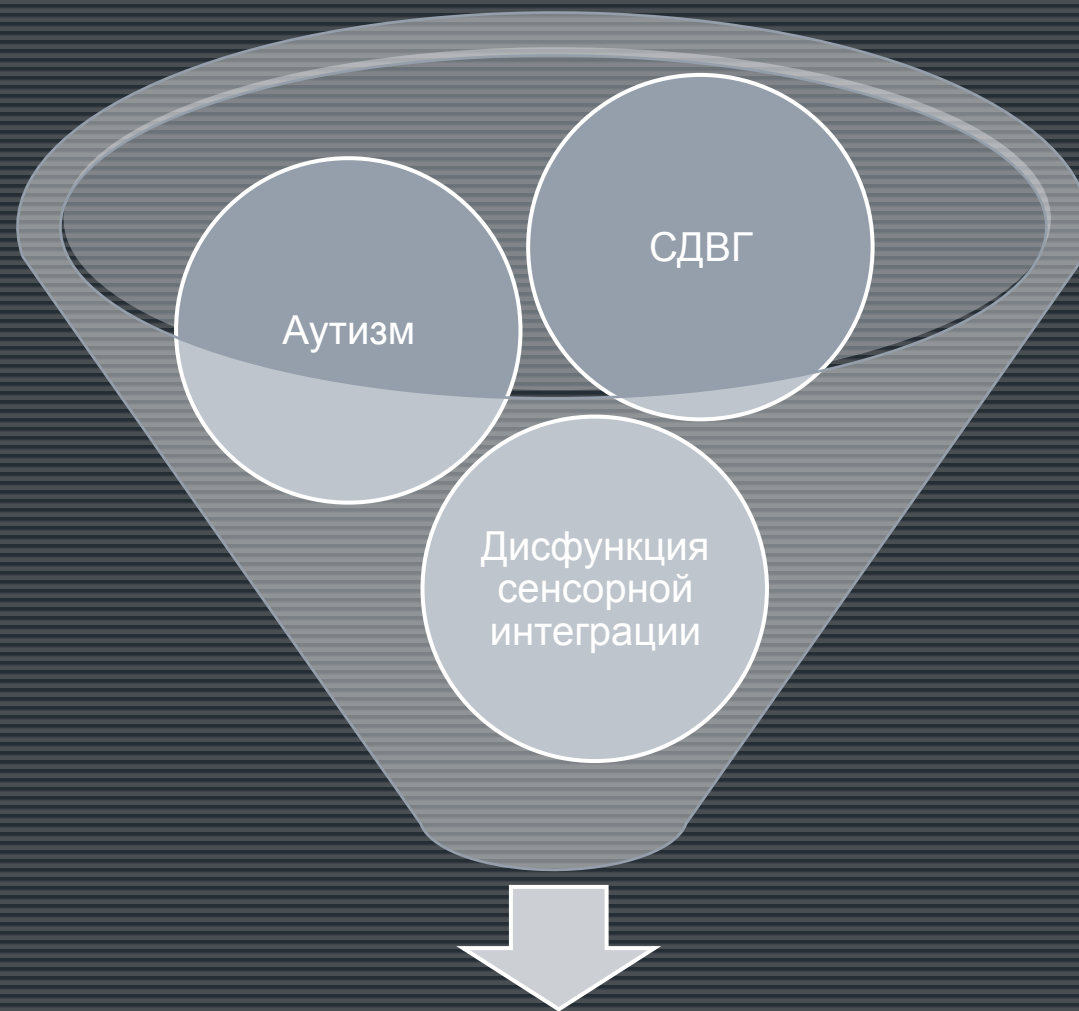 СДВГ
Аутизм
Дисфункция
сенсорной
интеграции